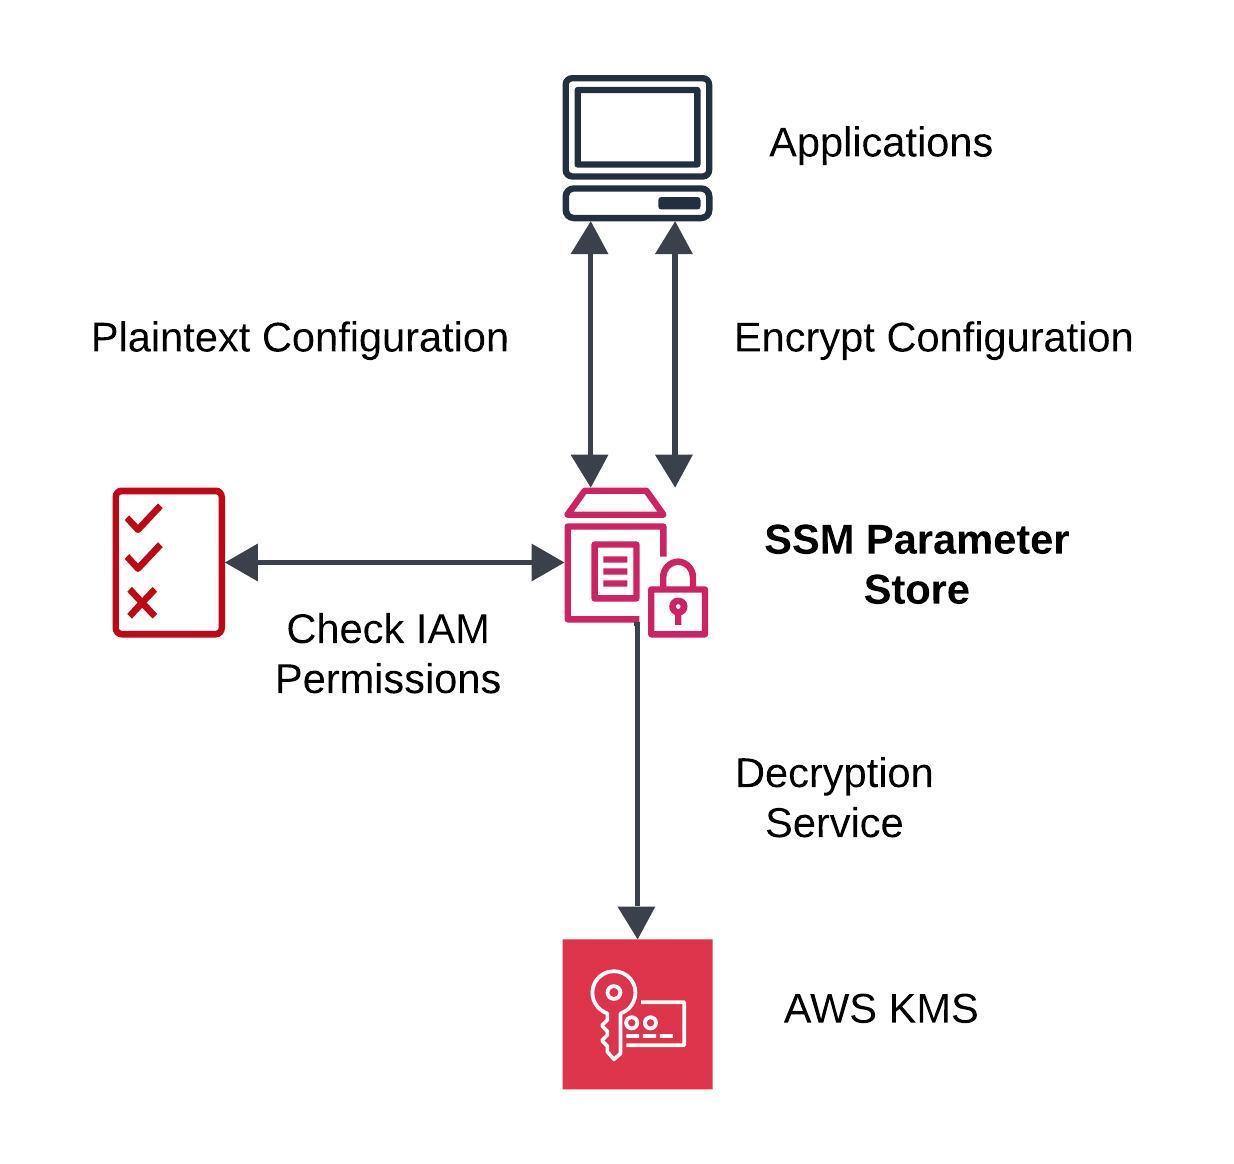 Applications
Plaintext Configuration
Encrypt Configuration
SSM Parameter
Store
Check IAM
Permissions
Decryption
Service
AWS KMS